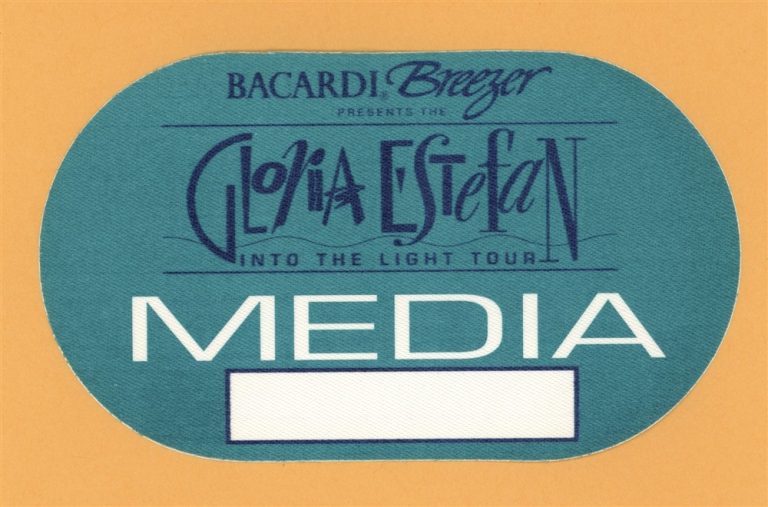 BACARDI® Breezer
PRESENTS THE
GLORIA ESTEFAN
INTO THE LIGHT TOUR
MEDIA